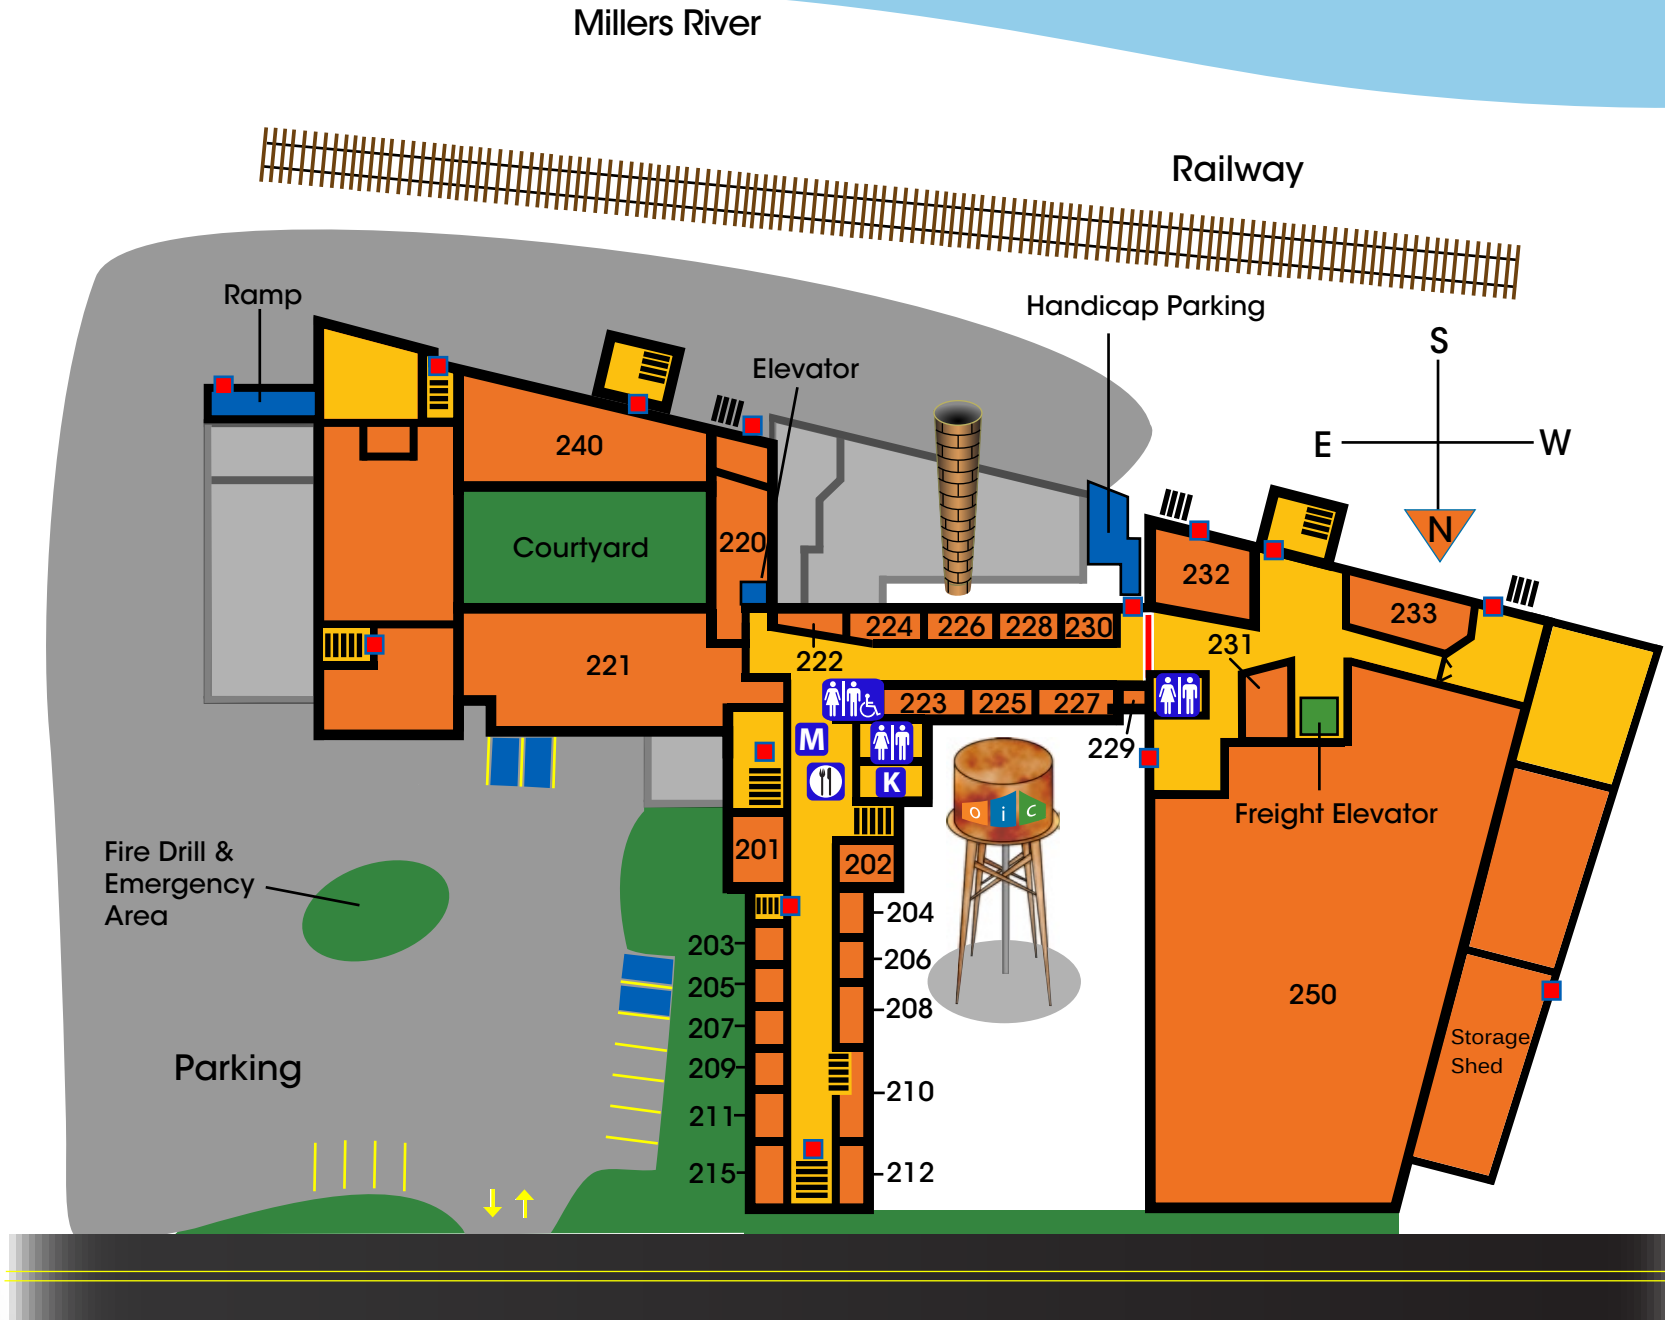 Millers River
Railway
Ramp
Handicap Parking
S
Elevator
E
W
240
N
Courtyard
220
232
233
224
226
228
230
231
222
221
223
225
227
229
M
K
o i c
Freight Elevator
201
202
Fire Drill &
Emergency
Area
204
203
206
205
208
207
250
Storage
Shed
Parking
209
210
211
215
212